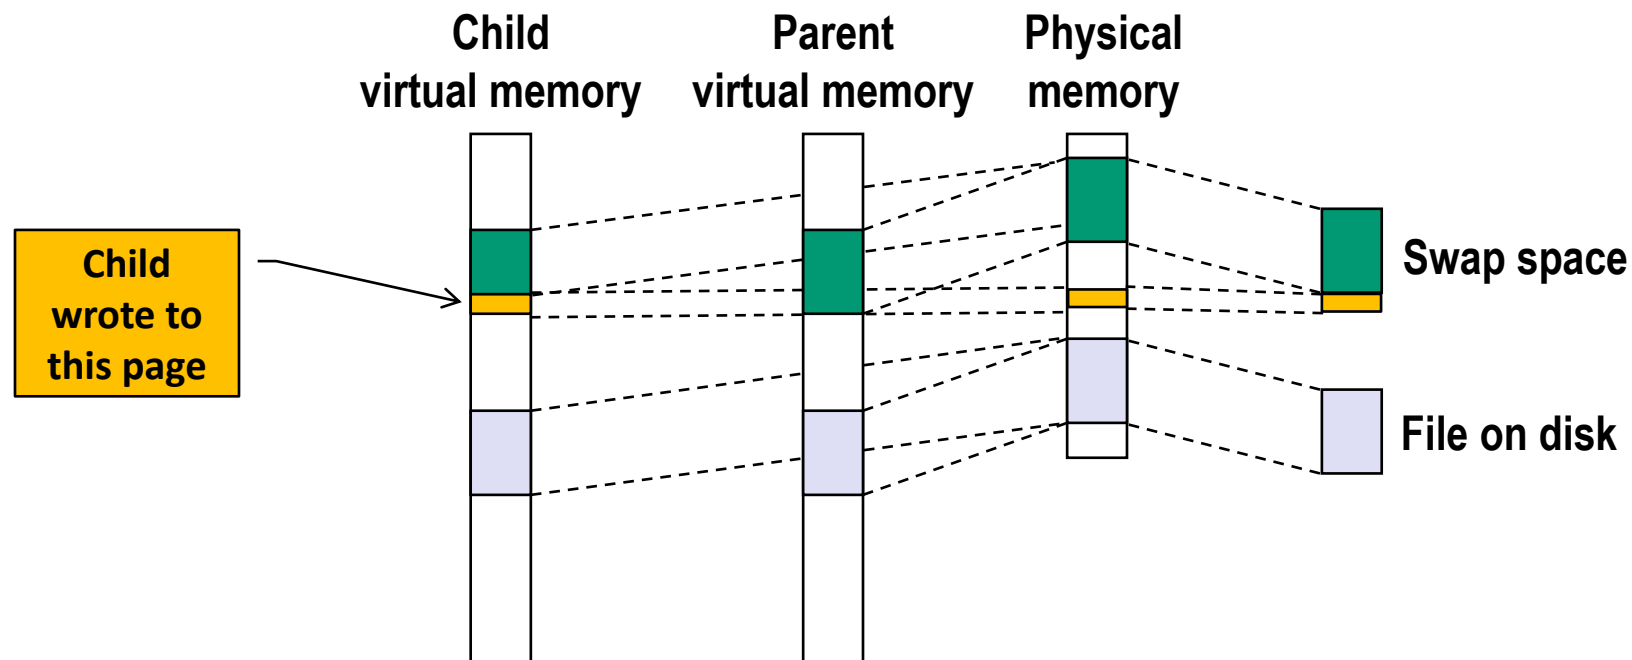 Child
virtual memory
Parent
virtual memory
Physical
memory
Child
wrote to
this page
Swap space
File on disk